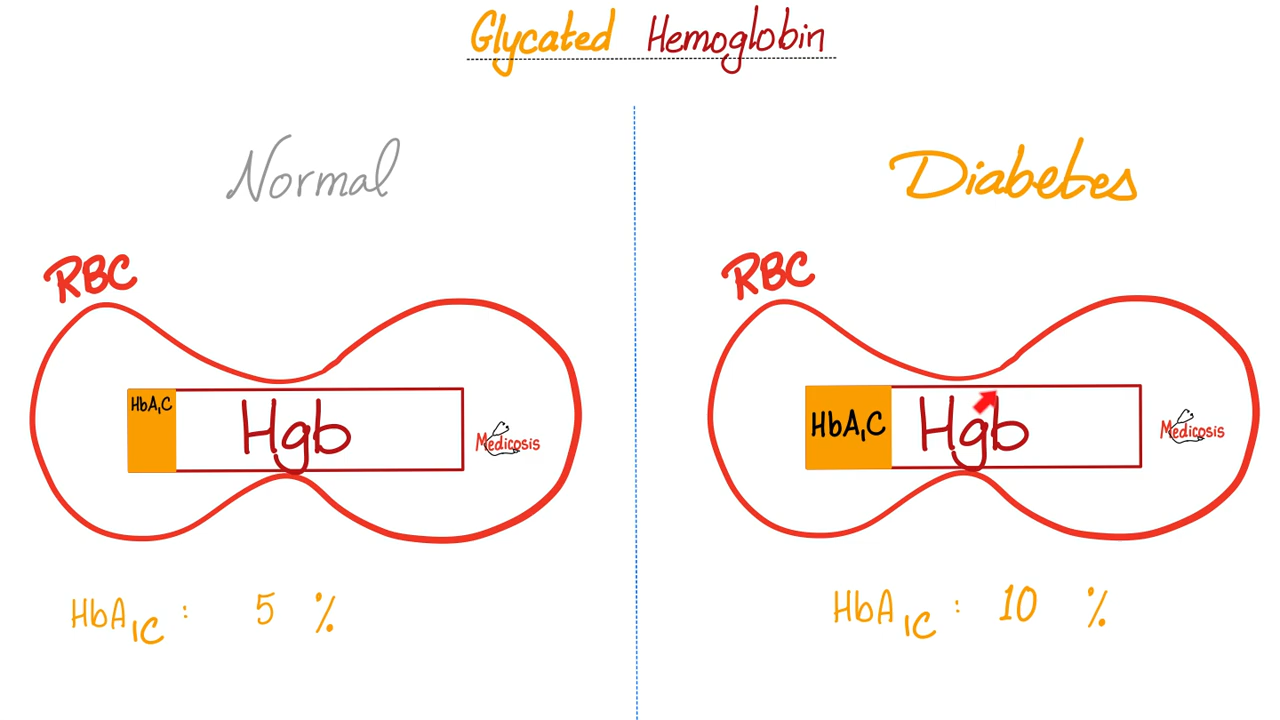 Glycated Hemoglobin
Normal
RBC
HbA1C
Hgb
Medicosis
HbA1C : 5 %
Diabetes
RBC
HbA1C
Hgb
Medicosis
HbA1C : 10 %